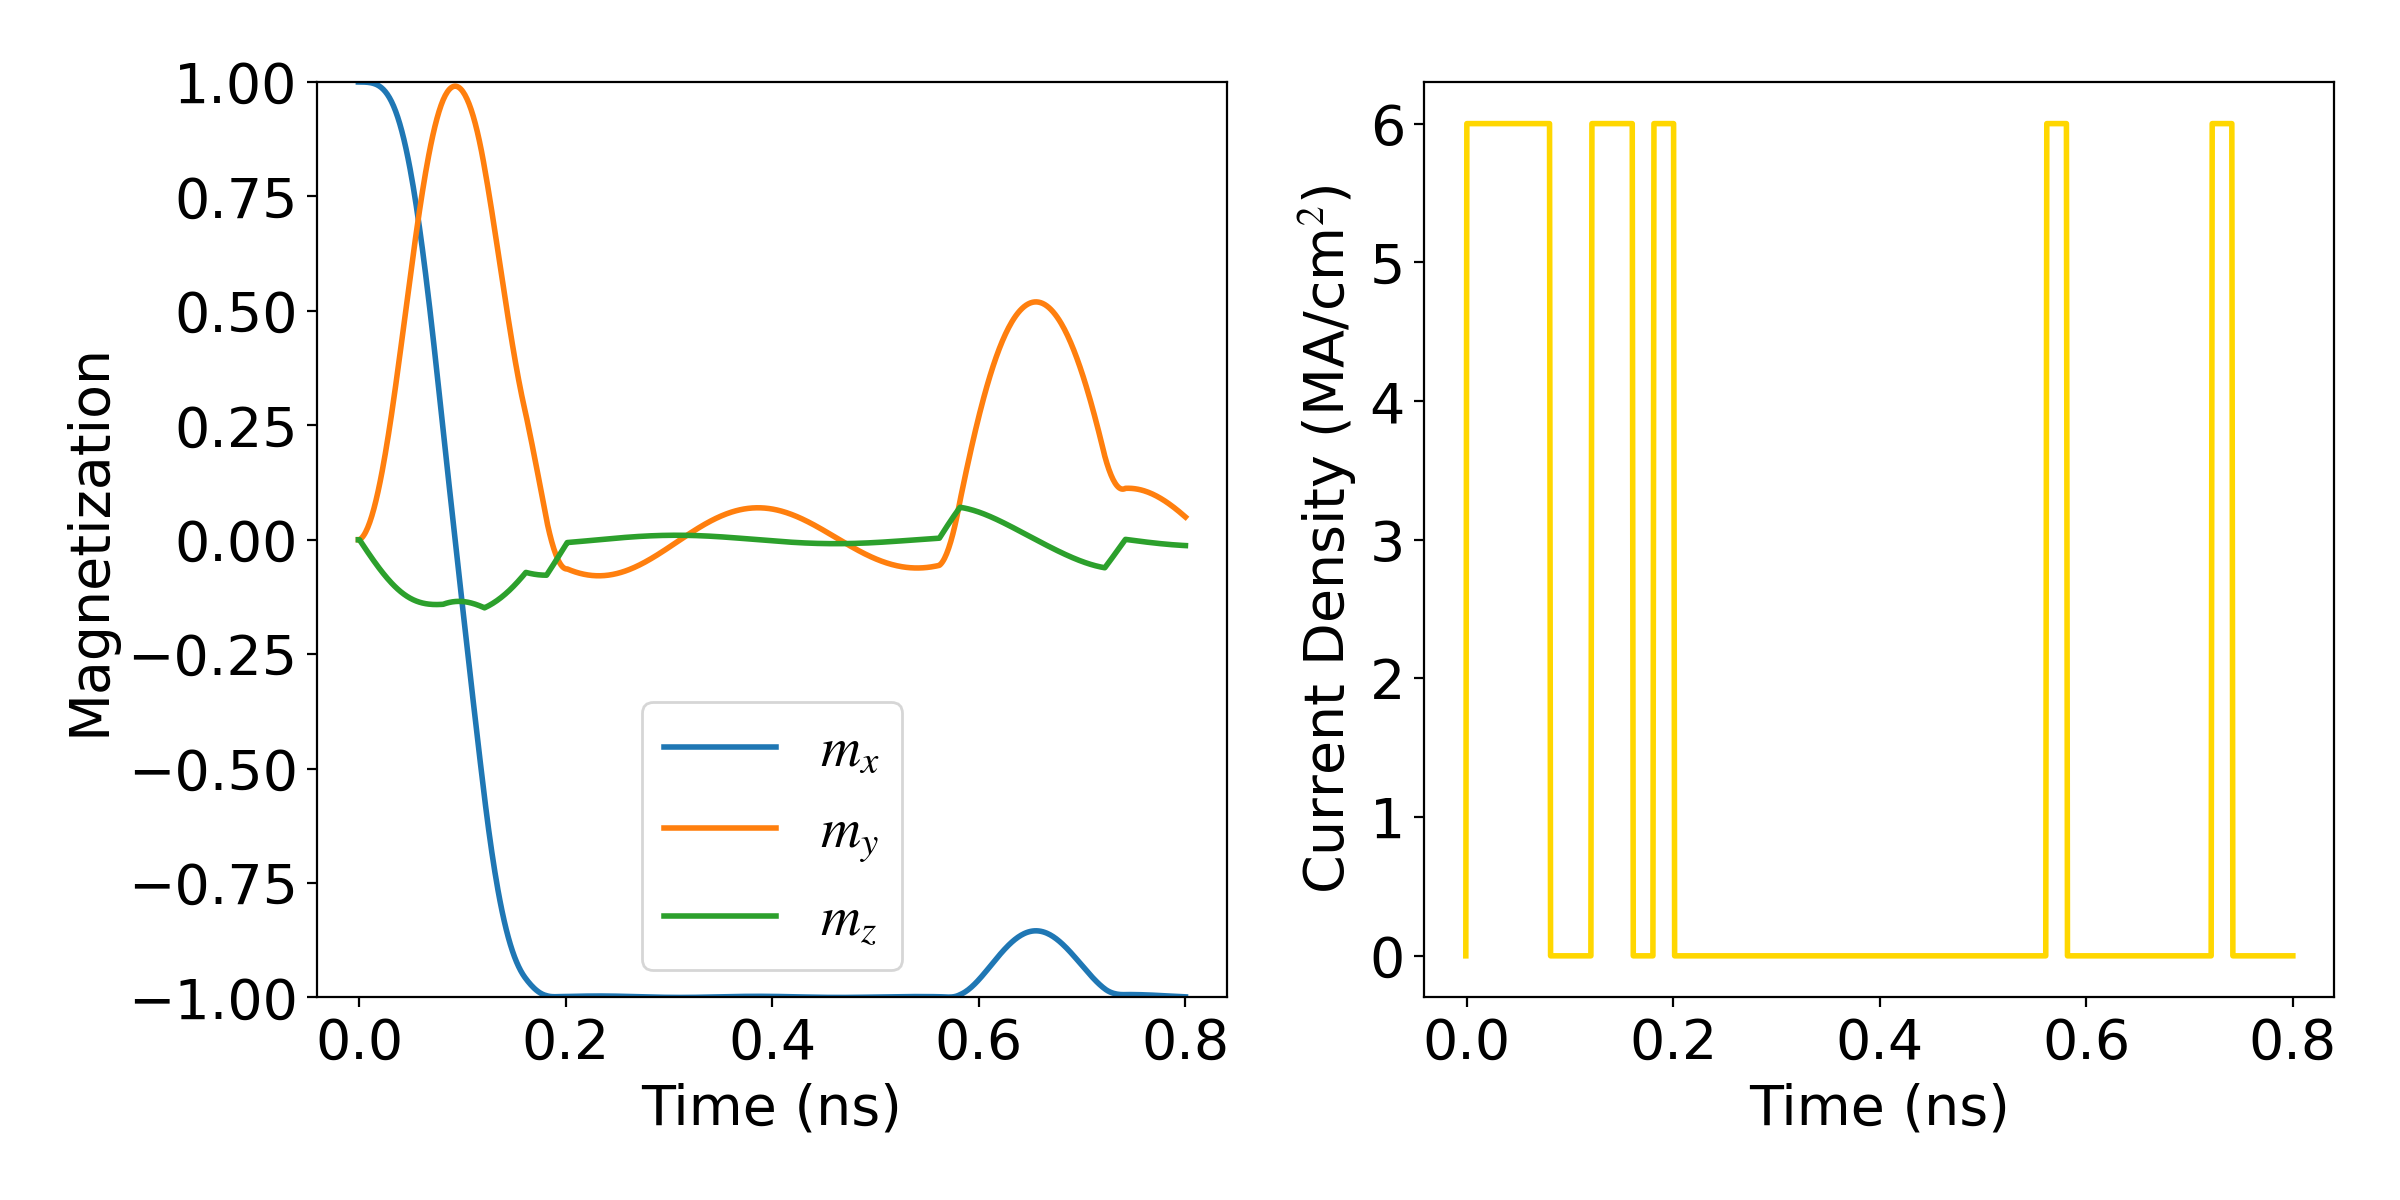 1.00
0.75
0.50
0.25
0.00
−0.25
−0.50
−0.75
−1.00
Magnetization
0.0 0.2 0.4 0.6 0.8
Time (ns)
m_x
m_y
m_z
6
5
4
3
2
1
0
Current Density (MA/cm²)
0.0 0.2 0.4 0.6 0.8
Time (ns)